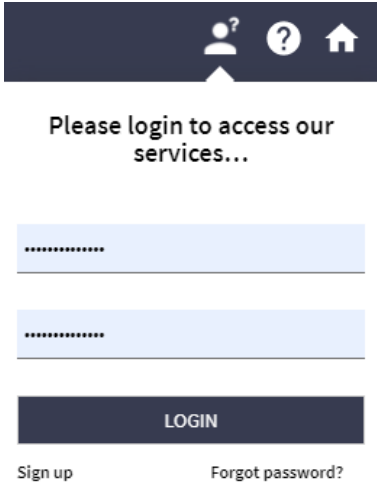 Please login to access our
services...
••••••••••••••
••••••••••••••
LOGIN
Sign up Forgot password?